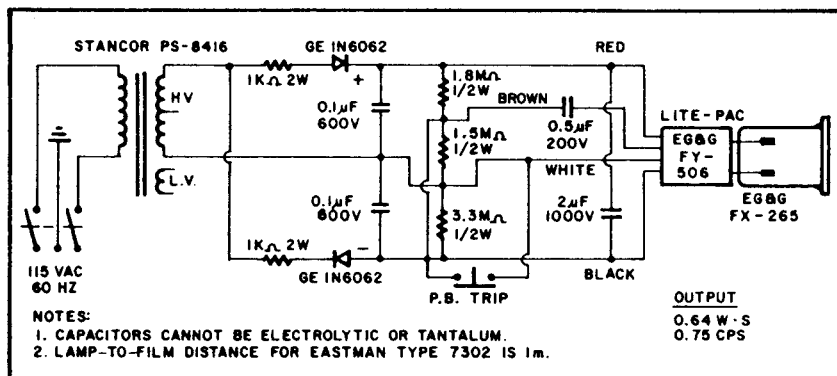 STANCOR PS-8416
GE IN6062
RED
1KΩ 2W
+
1.8MΩ
1/2W
BROWN
LITE-PAC
HV
0.1µF
600V
0.5µF
200V
EG&G
FY-
506
1.5MΩ
1/2W
WHITE
L.V.
0.1µF
600V
2µF
1000V
EG&G
FX-265
3.3MΩ
1/2W
1KΩ 2W
-
GE IN6062
BLACK
115 VAC
60 HZ
P.B. TRIP
OUTPUT
0.64 W-S
0.75 CPS
NOTES:
1. CAPACITORS CANNOT BE ELECTROLYTIC OR TANTALUM.
2. LAMP-TO-FILM DISTANCE FOR EASTMAN TYPE 7302 IS 1m.